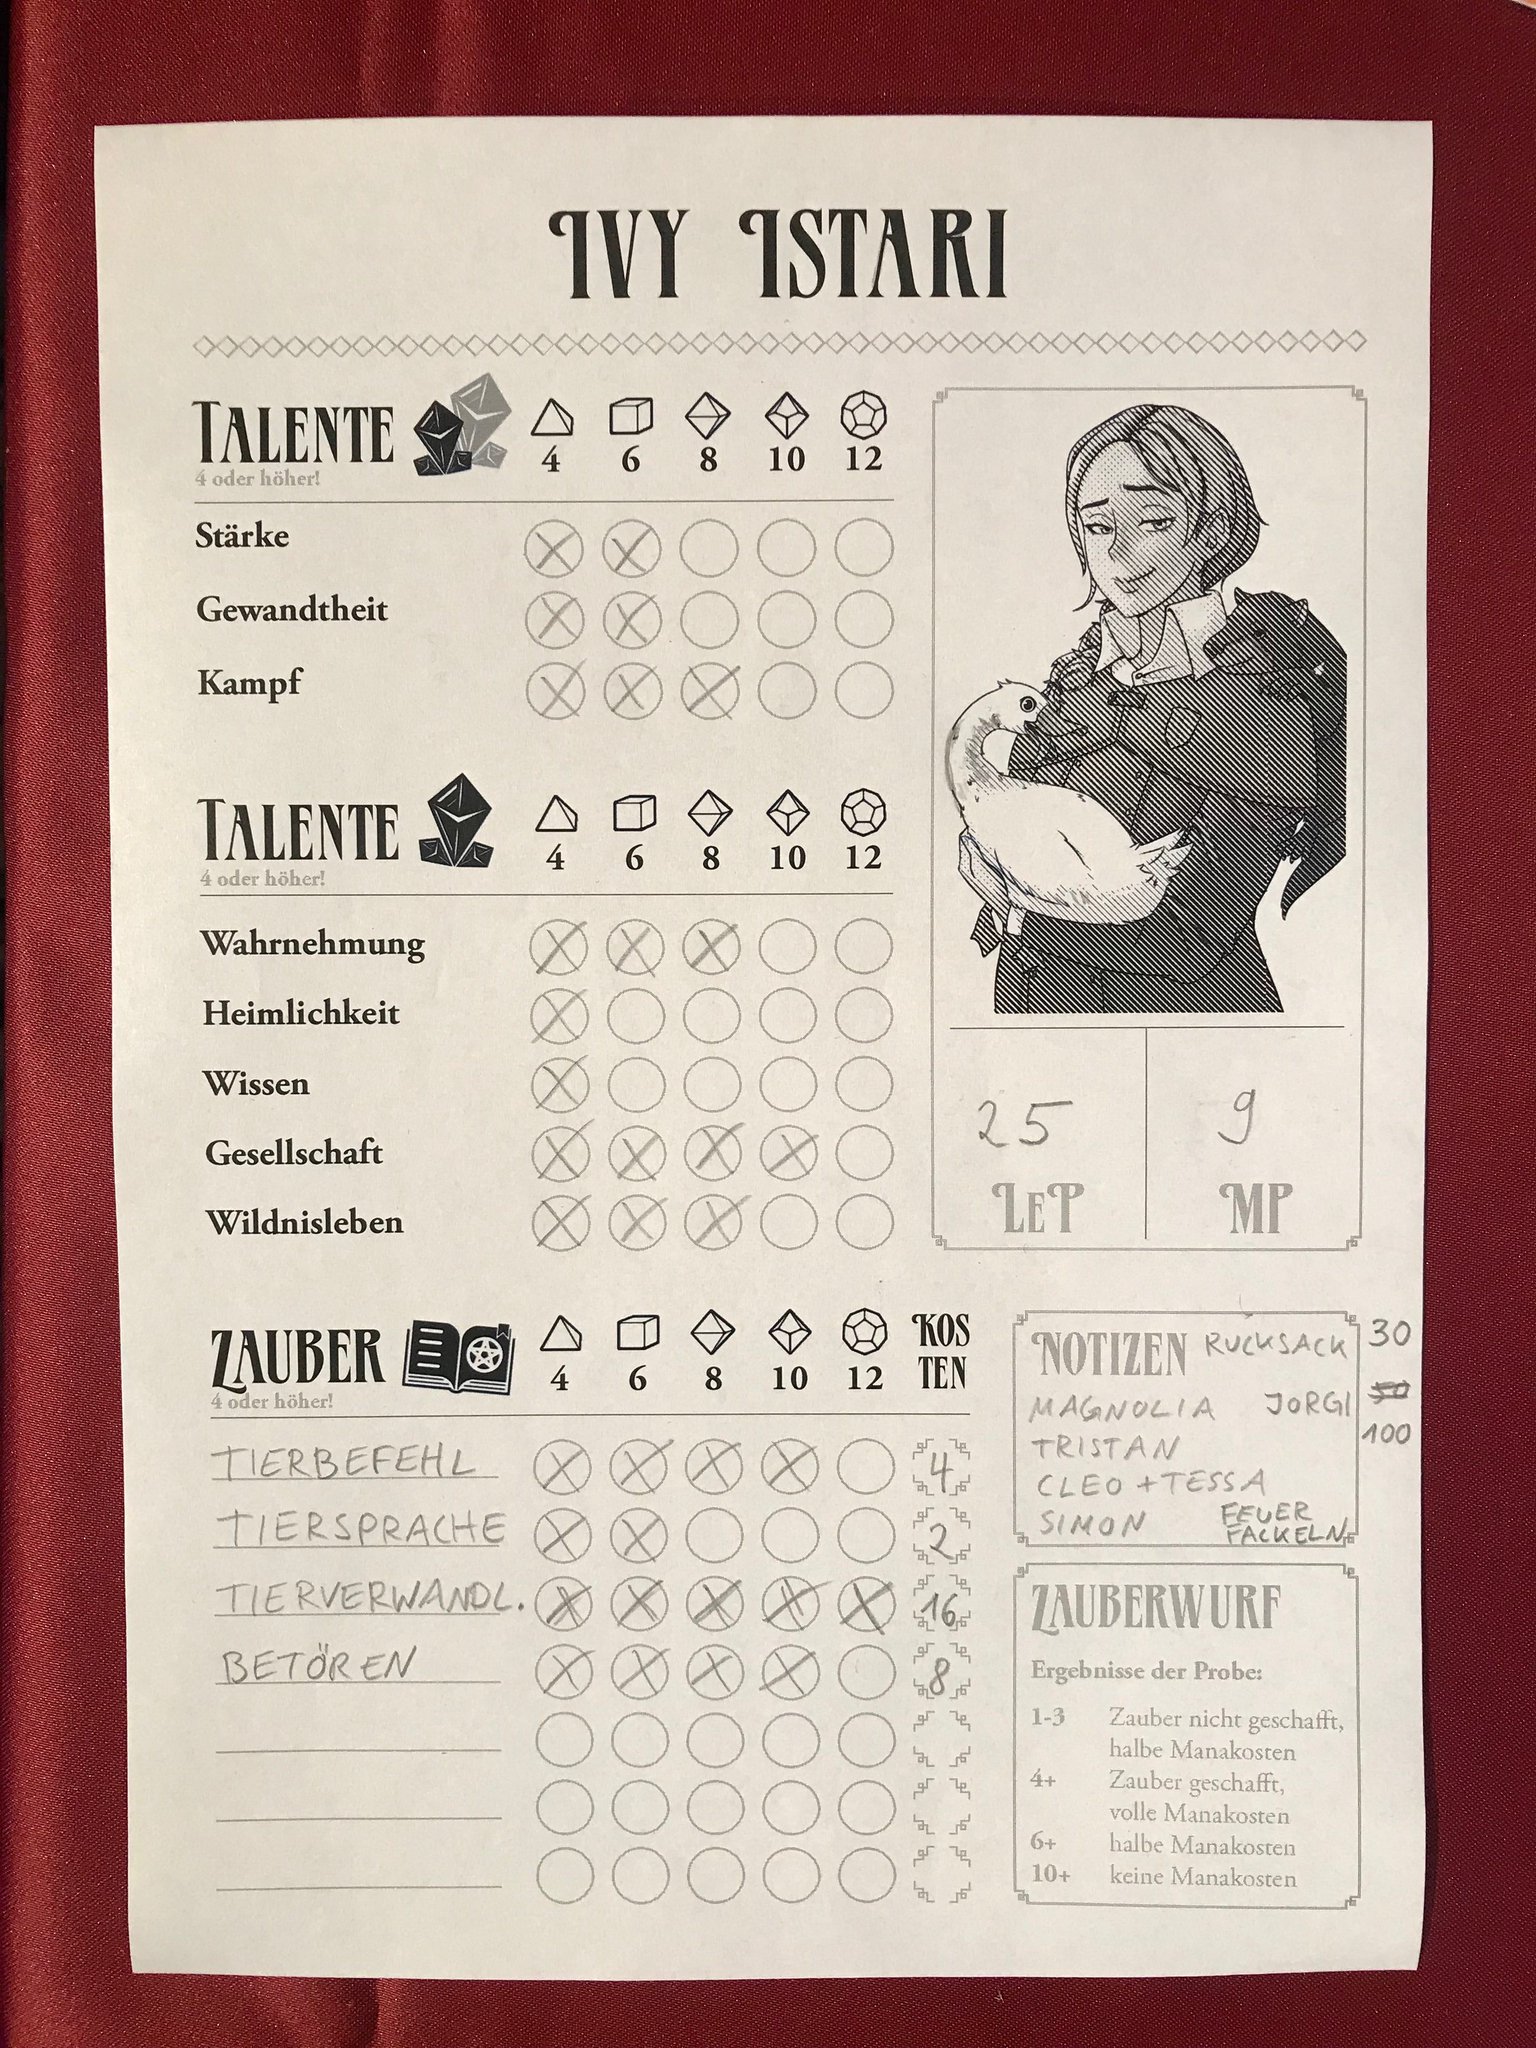 IVY ISTARI
TALENTE 4 6 8 10 12
4 oder höher!
Stärke
Gewandtheit
Kampf
TALENTE 4 6 8 10 12
4 oder höher!
Wahrnehmung
Heimlichkeit
Wissen
Gesellschaft
Wildnisleben
25 9
LEP MP
ZAUBER 4 6 8 10 12 KOS
TEN
4 oder höher!
TIERBEFEHL 4
TIERSPRACHE 2
TIERVERWANDL. 16
BETÖREN 8
NOTIZEN RUCKSACK 30
MAGNOLIA JORGI 50
TRISTAN 100
CLEO + TESSA
SIMON FEUER
FACKELN
ZAUBERWURF
Ergebnisse der Probe:
1-3 Zauber nicht geschafft,
halbe Manakosten
4+ Zauber geschafft,
volle Manakosten
6+ halbe Manakosten
10+ keine Manakosten